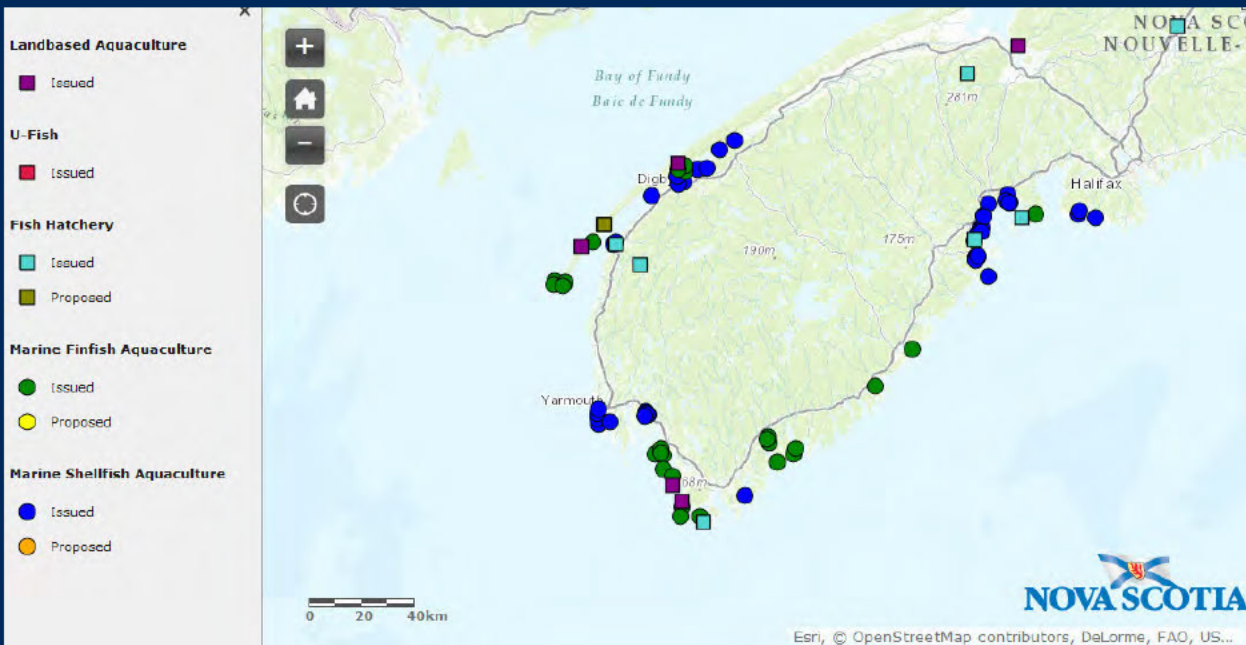 ×
Landbased Aquaculture
Issued
U-Fish
Issued
Fish Hatchery
Issued
Proposed
Marine Finfish Aquaculture
Issued
Proposed
Marine Shellfish Aquaculture
Issued
Proposed
+
−
NOVA SCO
NOUVELLE-
Bay of Fundy
Baie de Fundy
281m
Digb
Halifax
175m
190m
Yarmouth
68m
0 20 40km
NOVA SCOTIA
Esri, © OpenStreetMap contributors, DeLorme, FAO, US...